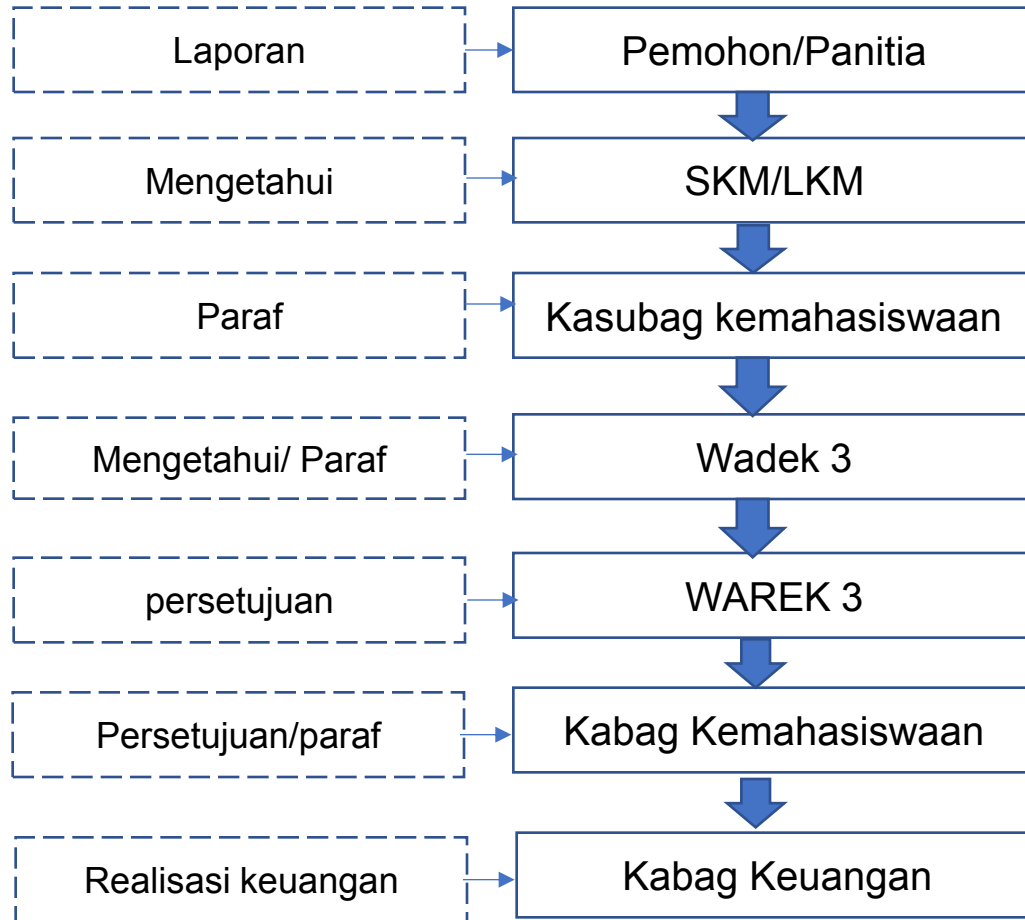 Laporan
Pemohon/Panitia
Mengetahui
SKM/LKM
Paraf
Kasubag kemahasiswaan
Mengetahui/ Paraf
Wadek 3
persetujuan
WAREK 3
Persetujuan/paraf
Kabag Kemahasiswaan
Realisasi keuangan
Kabag Keuangan